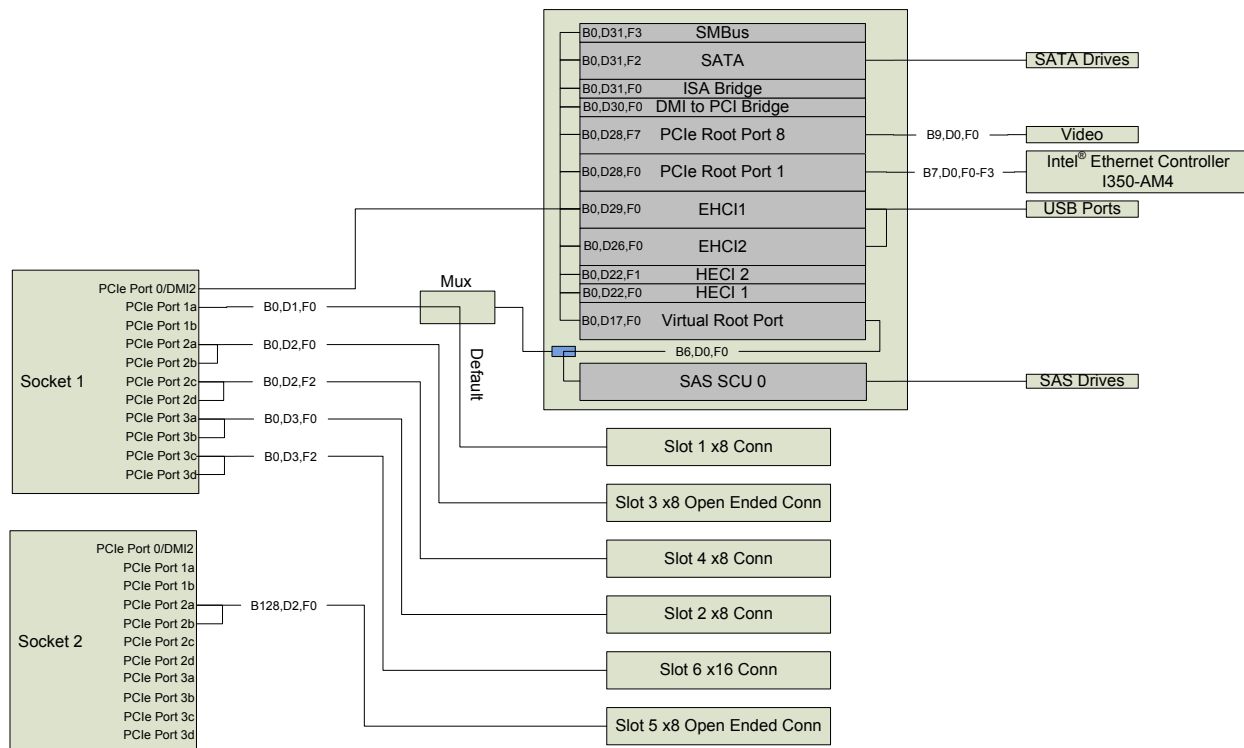 B0,D31,F3 SMBus
B0,D31,F2 SATA SATA Drives
B0,D31,F0 ISA Bridge
B0,D30,F0 DMI to PCI Bridge
B0,D28,F7 PCIe Root Port 8 B9,D0,F0 Video
B0,D28,F0 PCIe Root Port 1 B7,D0,F0-F3 Intel® Ethernet Controller
I350-AM4
B0,D29,F0 EHCI1 USB Ports
B0,D26,F0 EHCI2
B0,D22,F1 HECI 2
B0,D22,F0 HECI 1
B0,D17,F0 Virtual Root Port
B6,D0,F0
SAS SCU 0 SAS Drives
Mux
Default
Socket 1
PCIe Port 0/DMI2
PCIe Port 1a B0,D1,F0
PCIe Port 1b
PCIe Port 2a B0,D2,F0
PCIe Port 2b
PCIe Port 2c B0,D2,F2
PCIe Port 2d
PCIe Port 3a B0,D3,F0
PCIe Port 3b
PCIe Port 3c B0,D3,F2
PCIe Port 3d
Slot 1 x8 Conn
Slot 3 x8 Open Ended Conn
Slot 4 x8 Conn
Slot 2 x8 Conn
Slot 6 x16 Conn
Slot 5 x8 Open Ended Conn
Socket 2
PCIe Port 0/DMI2
PCIe Port 1a
PCIe Port 1b
PCIe Port 2a B128,D2,F0
PCIe Port 2b
PCIe Port 2c
PCIe Port 2d
PCIe Port 3a
PCIe Port 3b
PCIe Port 3c
PCIe Port 3d